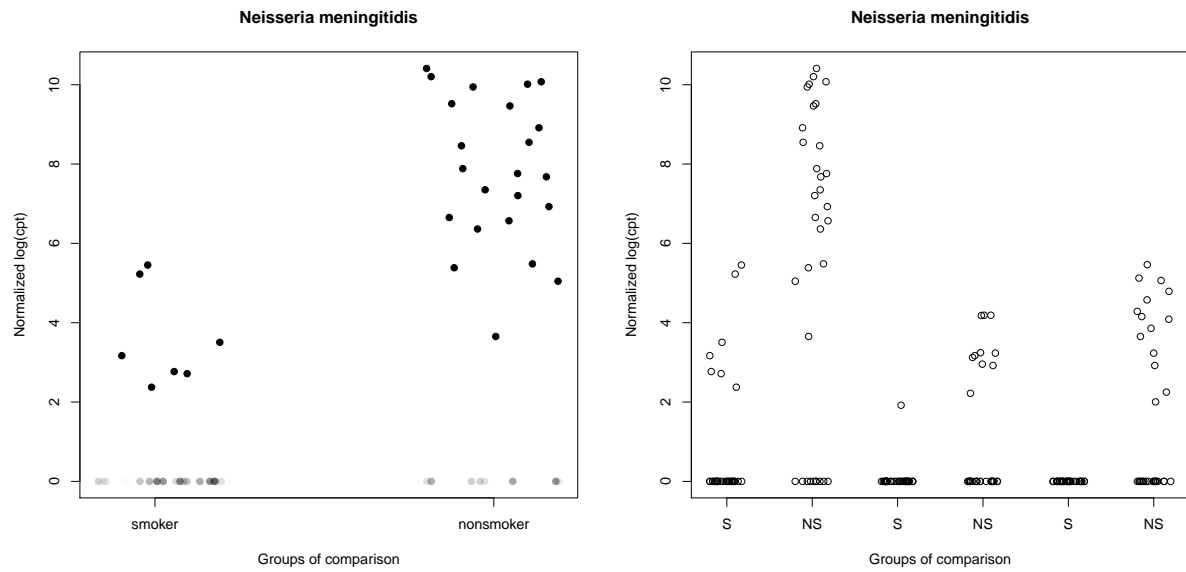 Neisseria meningitidis
Normalized log(cpt)
10
8
6
4
2
0
smoker nonsmoker
Groups of comparison
Neisseria meningitidis
Normalized log(cpt)
10
8
6
4
2
0
S NS S NS S NS
Groups of comparison